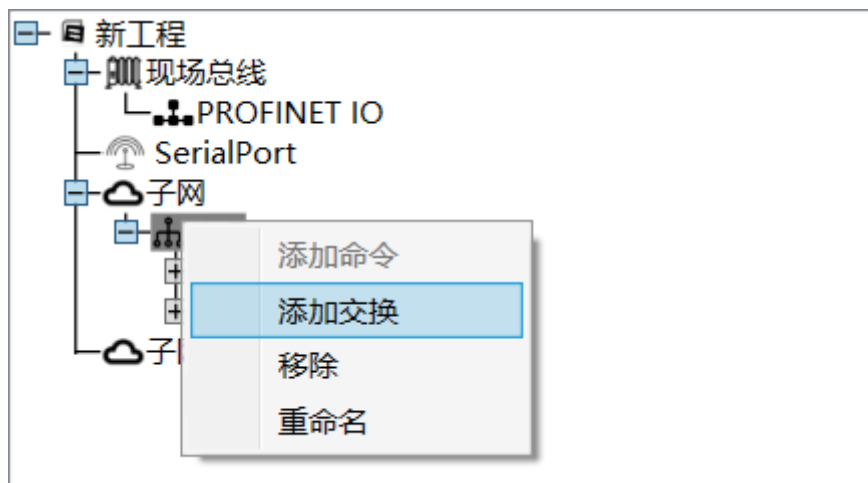 新工程
现场总线
PROFINET IO
SerialPort
子网
添加命令
添加交换
移除
子
重命名